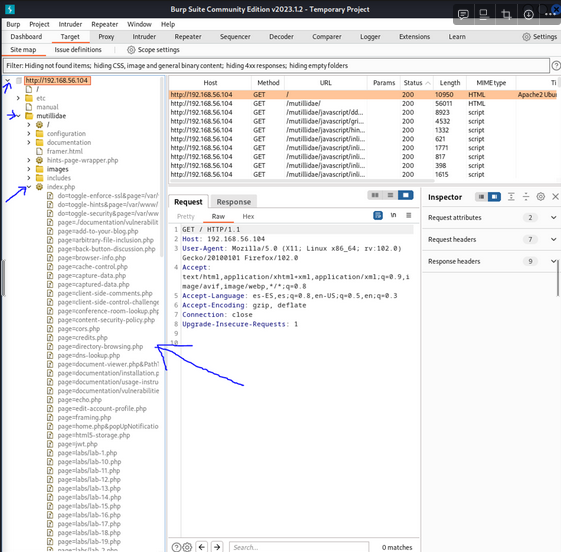 Burp Suite Community Edition v2023.1.2 - Temporary Project
Burp Project Intruder Repeater Window Help
Dashboard Target Proxy Intruder Repeater Sequencer Decoder Comparer Logger Extensions Learn Settings
Site map Issue definitions Scope settings
Filter: Hiding not found items; hiding CSS, image and general binary content; hiding 4xx responses; hiding empty folders
http://192.168.56.104
/
etc
manual
mutillidae
/
configuration
documentation
framer.html
hints-page-wrapper.php
images
includes
index.php
do=toggle-enforce-ssl&page=/var/
do=toggle-hints&page=/var/www/
do=toggle-security&page=/var/ww
page=./documentation/vulnerabilit
page=add-to-your-blog.php
page=arbitrary-file-inclusion.php
page=back-button-discussion.php
page=browser-info.php
page=cache-control.php
page=capture-data.php
page=captured-data.php
page=client-side-comments.php
page=client-side-control-challenge
page=conference-room-lookup.php
page=content-security-policy.php
page=cors.php
page=credits.php
page=directory-browsing.php
page=dns-lookup.php
page=document-viewer.php&Path
page=documentation/installation.p
page=documentation/usage-instru
page=documentation/vulnerabilitie
page=echo.php
page=edit-account-profile.php
page=framing.php
page=home.php&popUpNotificatio
page=html5-storage.php
page=jwt.php
page=labs/lab-1.php
page=labs/lab-10.php
page=labs/lab-11.php
page=labs/lab-12.php
page=labs/lab-13.php
page=labs/lab-14.php
page=labs/lab-15.php
page=labs/lab-16.php
page=labs/lab-17.php
page=labs/lab-18.php
page=labs/lab-19.php
page=labs/lab-2.php
Host Method URL Params Status Length MIME type Ti
http://192.168.56.104 GET / 200 10950 HTML Apache2 Ubu
http://192.168.56.104 GET /mutillidae/ 200 56011 HTML
http://192.168.56.104 GET /mutillidae/javascript/dd... 200 8923 script
http://192.168.56.104 GET /mutillidae/javascript/gri... 200 4532 script
http://192.168.56.104 GET /mutillidae/javascript/hin... 200 1332 script
http://192.168.56.104 GET /mutillidae/javascript/ini... 200 621 script
http://192.168.56.104 GET /mutillidae/javascript/ini... 200 1771 script
http://192.168.56.104 GET /mutillidae/javascript/ini... 200 817 script
http://192.168.56.104 GET /mutillidae/javascript/ini... 200 398 script
http://192.168.56.104 GET /mutillidae/javascript/ini... 200 1615 script
Request Response
Pretty Raw Hex
\n
1 GET / HTTP/1.1
2 Host: 192.168.56.104
3 User-Agent: Mozilla/5.0 (X11; Linux x86_64; rv:102.0)
Gecko/20100101 Firefox/102.0
4 Accept:
text/html,application/xhtml+xml,application/xml;q=0.9,i
mage/avif,image/webp,*/*;q=0.8
5 Accept-Language: es-ES,es;q=0.8,en-US;q=0.5,en;q=0.3
6 Accept-Encoding: gzip, deflate
7 Connection: close
8 Upgrade-Insecure-Requests: 1
9
10
Search...
0 matches
Inspector
Request attributes 2
Request headers 7
Response headers 9